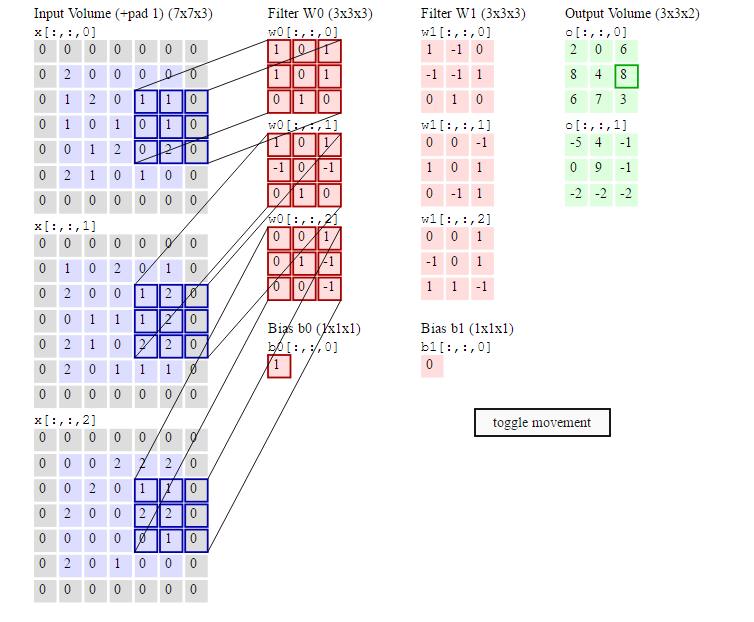 Input Volume (+pad 1) (7x7x3)
x[:,:,0]
0 0 0 0 0 0 0
0 2 0 0 0 0 0
0 1 2 0 1 1 0
0 1 0 1 0 1 0
0 0 1 2 0 2 0
0 2 1 0 1 0 0
0 0 0 0 0 0 0
x[:,:,1]
0 0 0 0 0 0 0
0 1 0 2 0 1 0
0 2 0 0 1 2 0
0 0 1 1 1 2 0
0 2 1 0 2 2 0
0 2 0 1 1 1 0
0 0 0 0 0 0 0
x[:,:,2]
0 0 0 0 0 0 0
0 0 0 2 2 2 0
0 0 2 0 1 1 0
0 2 0 0 2 2 0
0 0 0 0 0 1 0
0 2 0 1 0 0 0
0 0 0 0 0 0 0
Filter W0 (3x3x3)
w0[:,:,0]
1 0 1
1 0 1
0 1 0
w0[:,:,1]
1 0 1
-1 0 -1
0 1 0
w0[:,:,2]
0 0 1
0 1 -1
0 0 -1
Bias b0 (1x1x1)
b0[:,:,0]
1
Filter W1 (3x3x3)
w1[:,:,0]
1 -1 0
-1 -1 1
0 1 0
w1[:,:,1]
0 0 -1
1 0 1
0 -1 1
w1[:,:,2]
0 0 1
-1 0 1
1 1 -1
Bias b1 (1x1x1)
b1[:,:,0]
0
Output Volume (3x3x2)
o[:,:,0]
2 0 6
8 4 8
6 7 3
o[:,:,1]
-5 4 -1
0 9 -1
-2 -2 -2
toggle movement